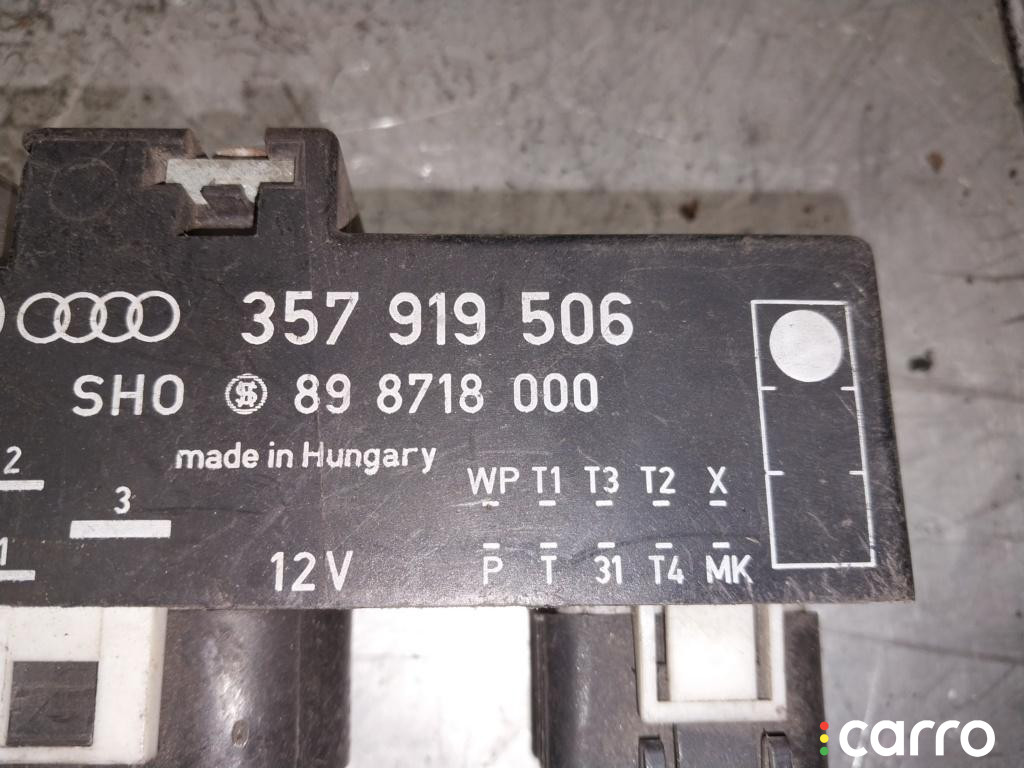 357 919 506
SHO 89 8718 000
made in Hungary
2
3
1
12V
WP T1 T3 T2 X
P T 31 T4 MK
carro